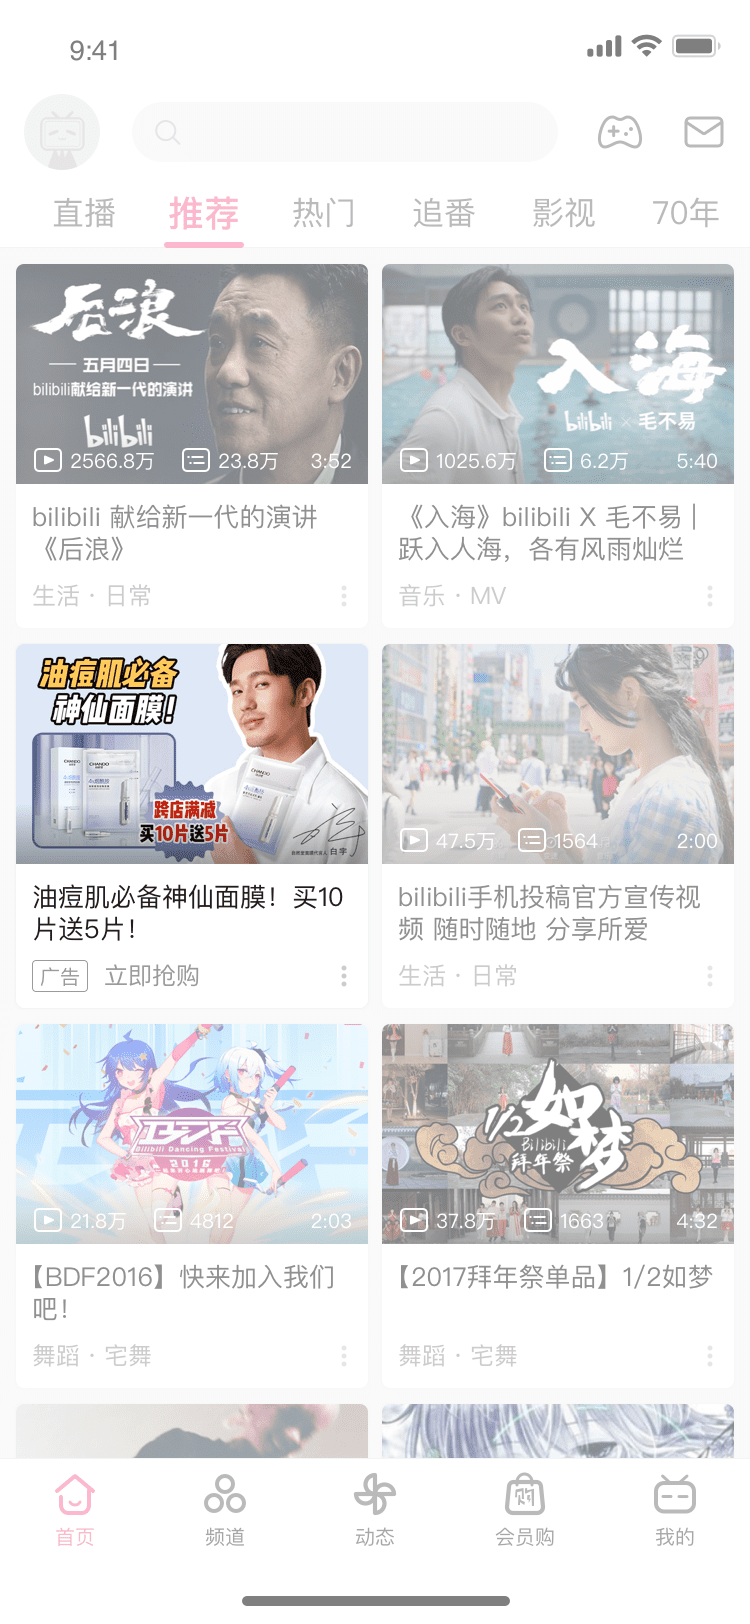 9:41
直播
推荐
热门
追番
影视
70年
后浪
五月四日
bilibili献给新一代的演讲
bilibili
2566.8万
23.8万
3:52
bilibili 献给新一代的演讲
《后浪》
生活 · 日常
入海
bilibili × 毛不易
1025.6万
6.2万
5:40
《入海》bilibili X 毛不易 |
跃入人海，各有风雨灿烂
音乐 · MV
油痘肌必备
神仙面膜!
CHANDO
CHANDO
CHANDO
跨店满减
买10片送5片
白宇
油痘肌必备神仙面膜！买10
片送5片！
广告
立即抢购
47.5万
1564
2:00
bilibili手机投稿官方宣传视
频 随时随地 分享所爱
生活 · 日常
BDF
Bilibili Dancing Festival
2016
21.8万
4812
2:03
【BDF2016】快来加入我们
吧！
舞蹈 · 宅舞
1/2如梦
Bilibili
拜年祭
37.8万
1663
4:32
【2017拜年祭单品】1/2如梦
舞蹈 · 宅舞
首页
频道
动态
购
会员购
我的